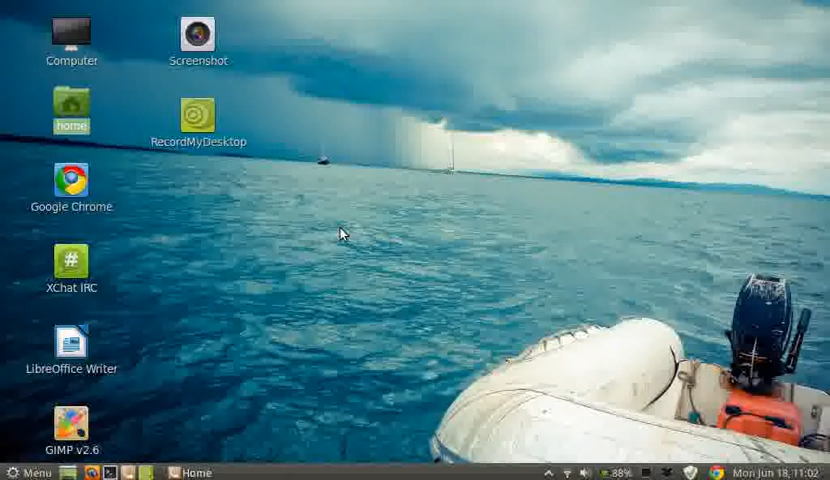 Computer
Screenshot
home
RecordMyDesktop
Google Chrome
#
XChat IRC
LibreOffice Writer
GIMP v2.6
Menu
Home
88%
Mon Jun 18, 11:02